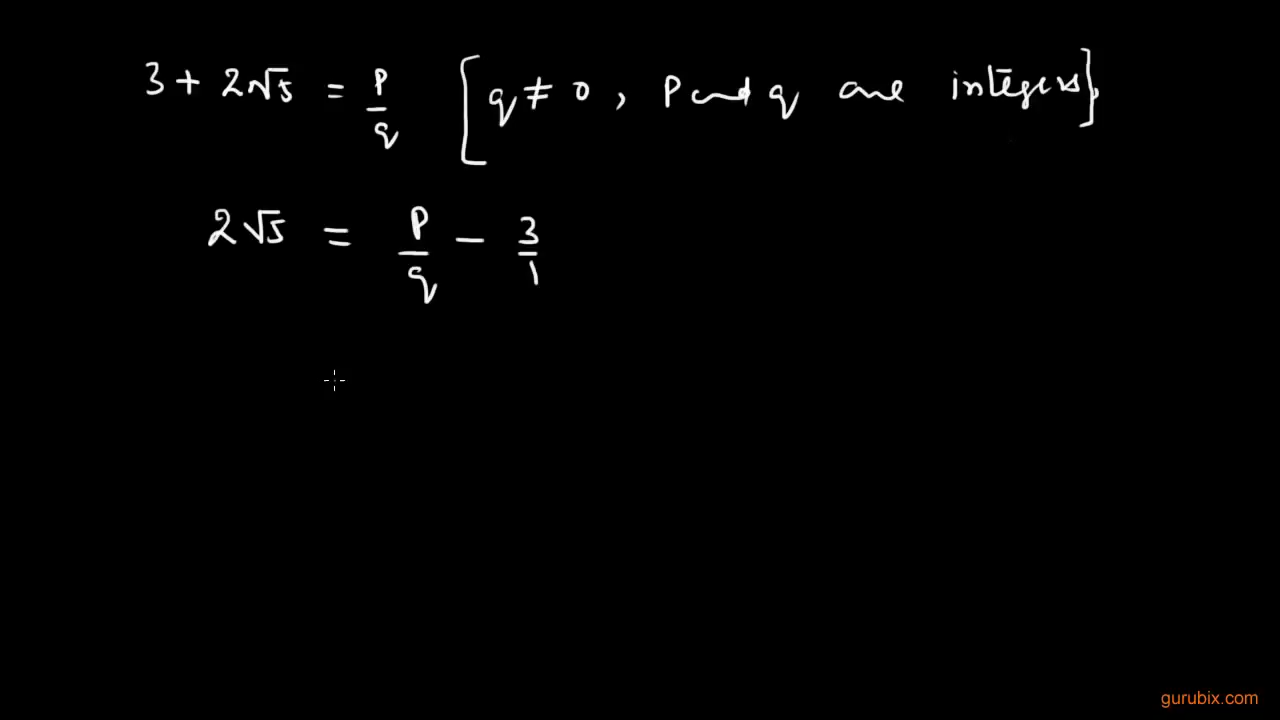 3 + 2√5 = p/q [q ≠ 0, p and q are integers]
2√5 = p/q - 3/1
gurubix.com